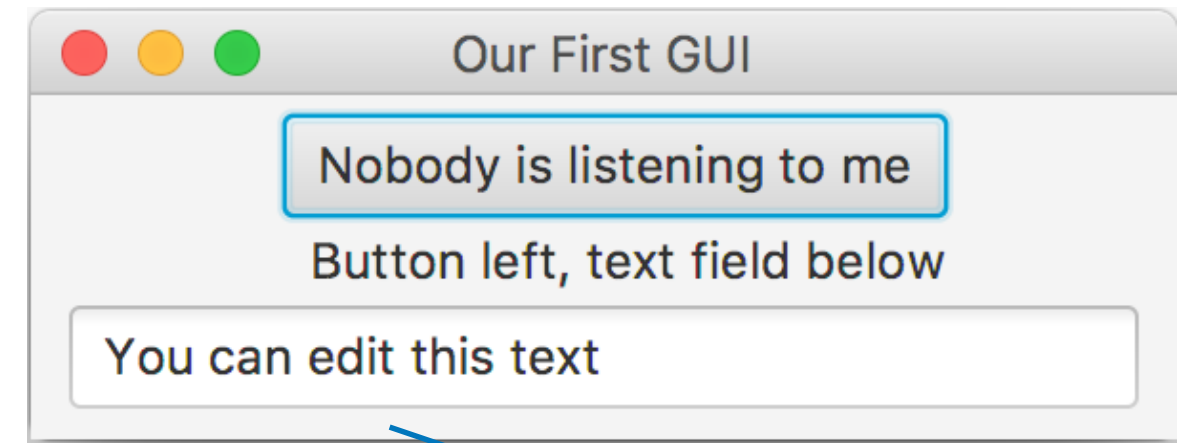 Our First GUI
Nobody is listening to me
Button left, text field below
You can edit this text